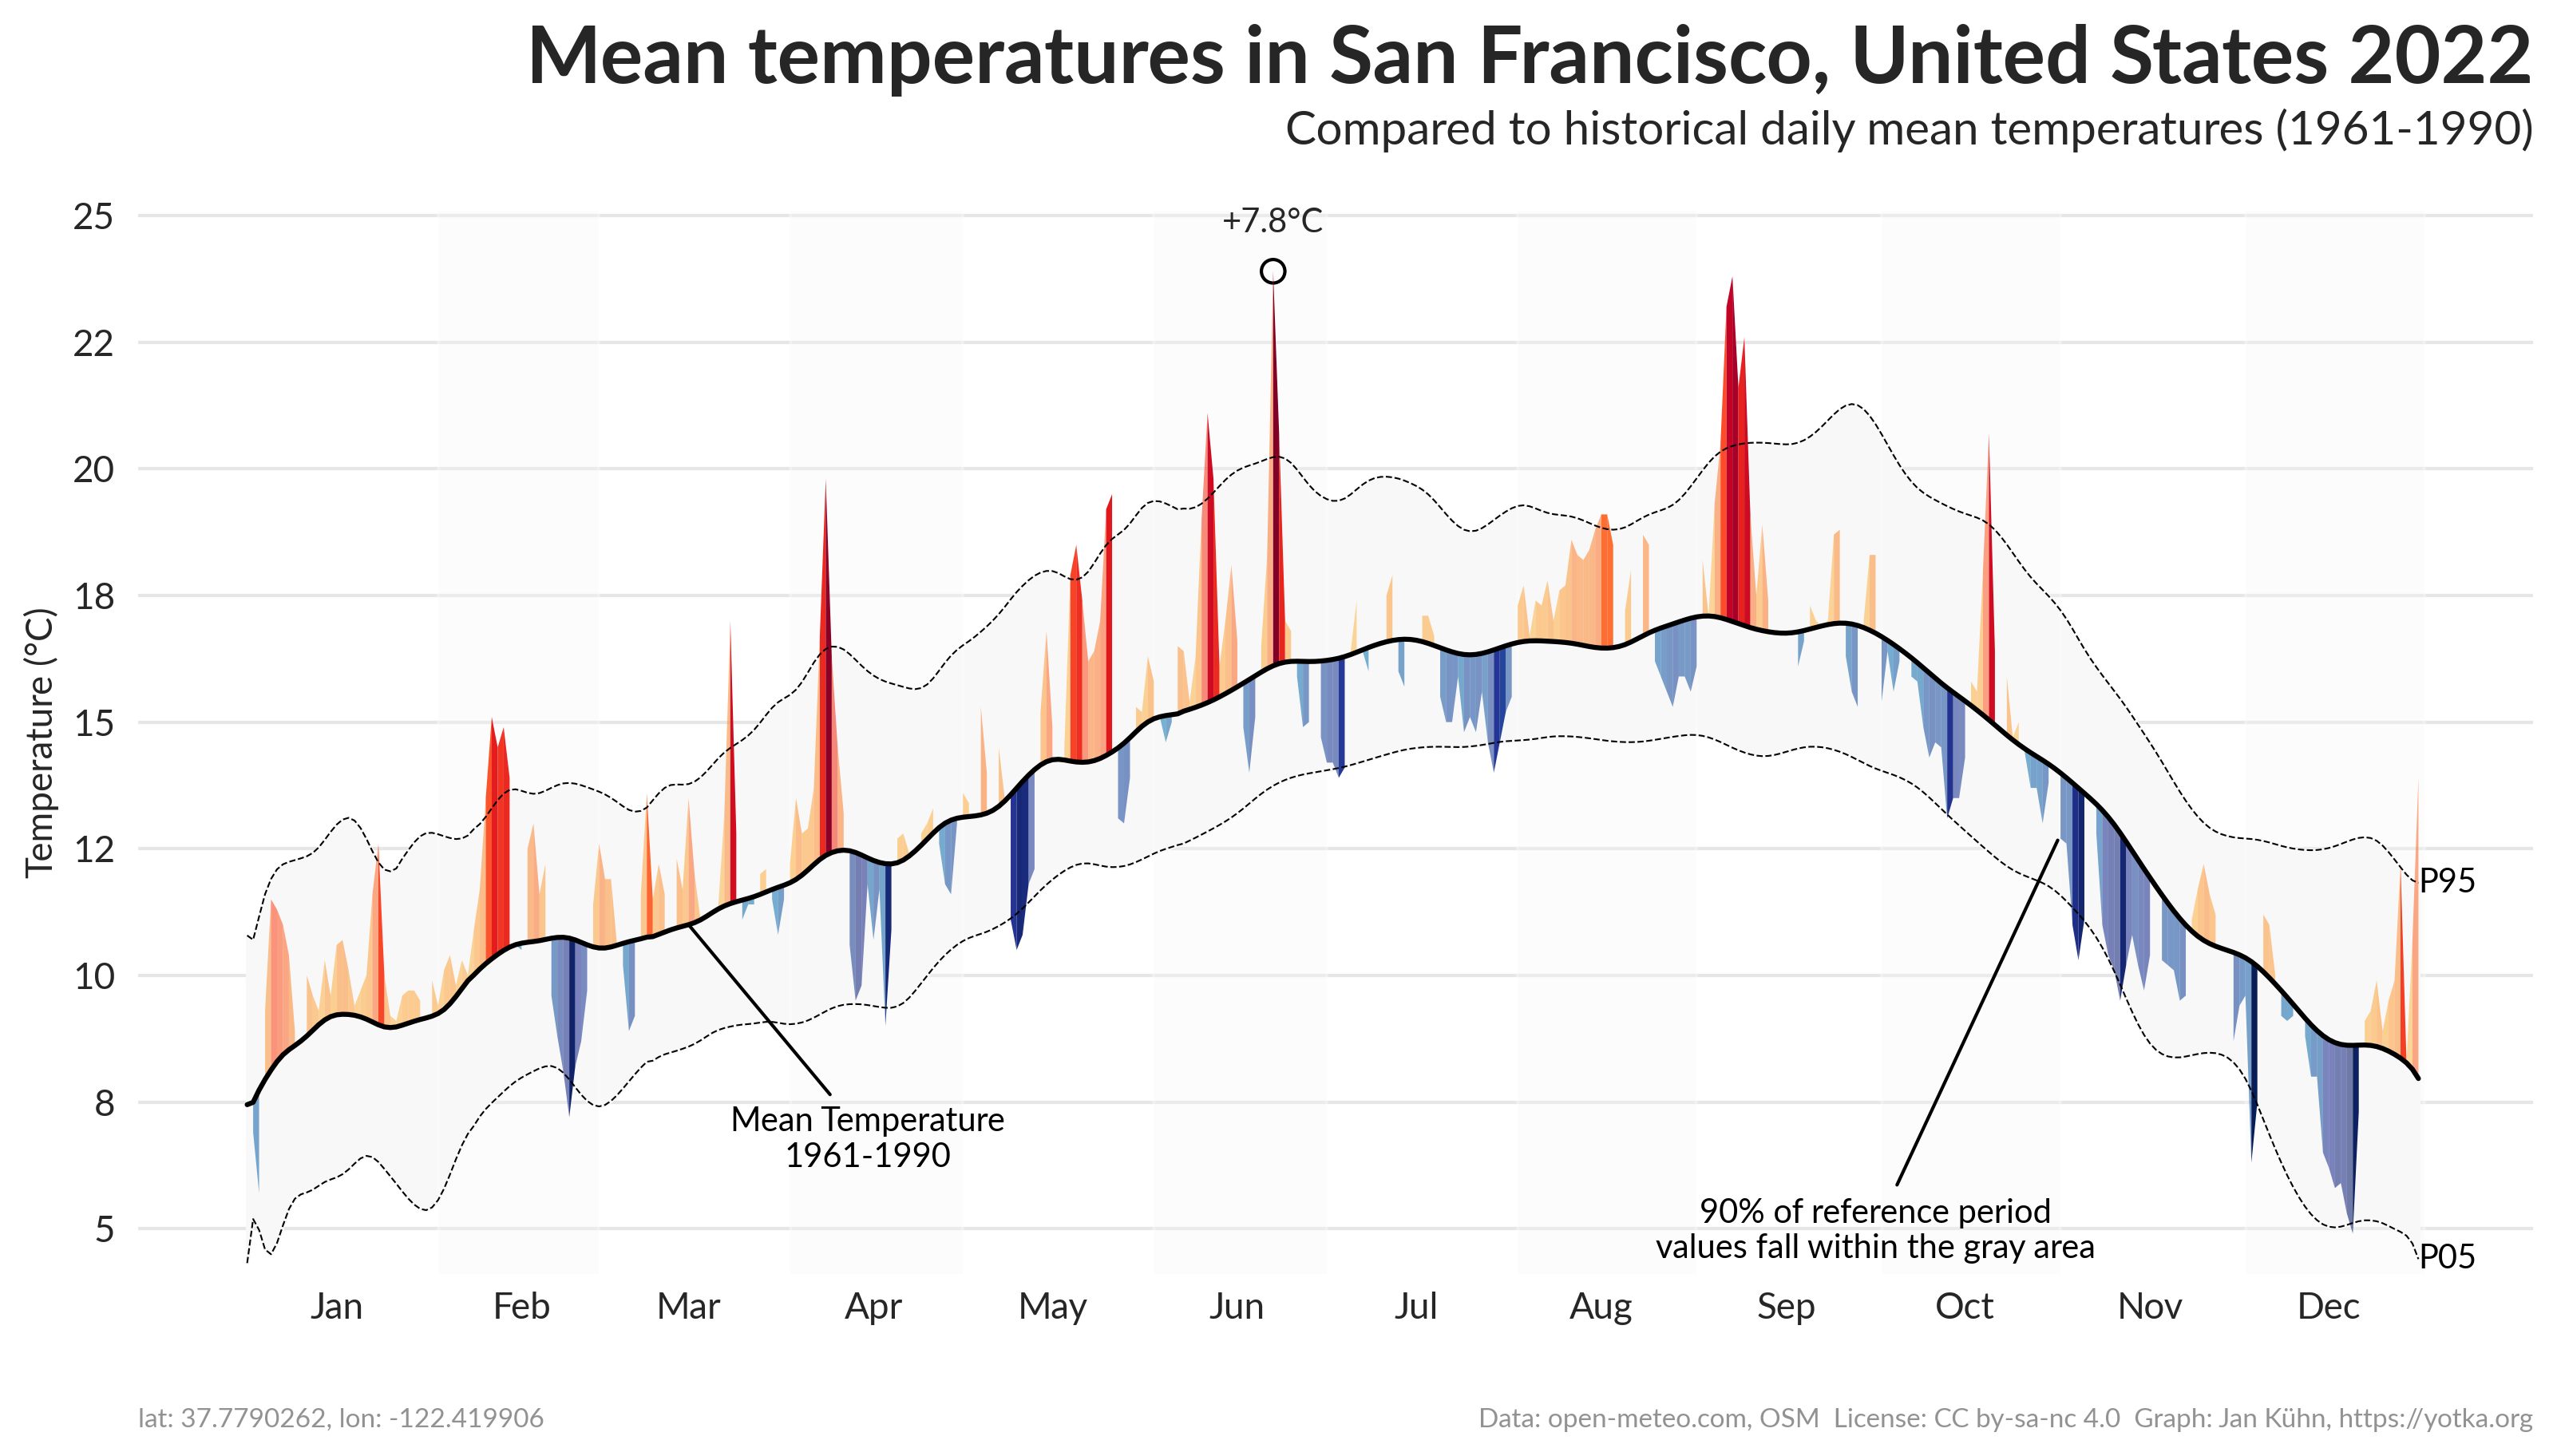 Mean temperatures in San Francisco, United States 2022
Compared to historical daily mean temperatures (1961-1990)
+7.8°C
25
22
20
18
15
12
10
8
5
Temperature (°C)
P95
P05
Mean Temperature
1961-1990
90% of reference period
values fall within the gray area
Jan Feb Mar Apr May Jun Jul Aug Sep Oct Nov Dec
lat: 37.7790262, lon: -122.419906
Data: open-meteo.com, OSM  License: CC by-sa-nc 4.0  Graph: Jan Kühn, https://yotka.org